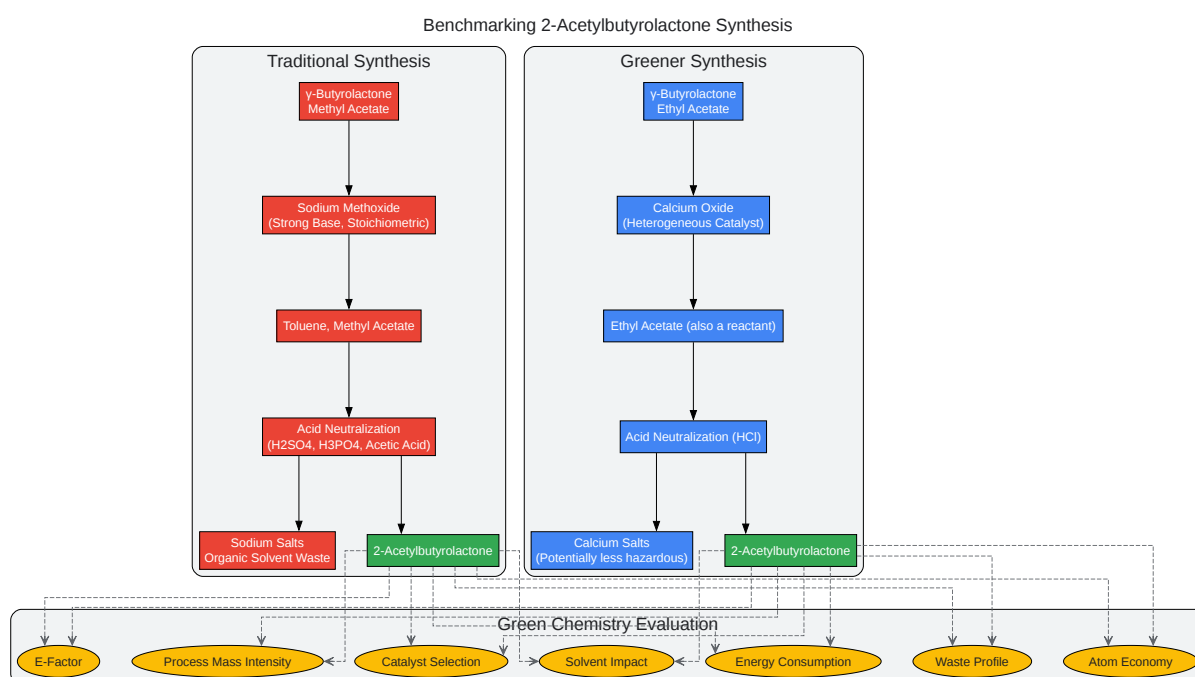 Benchmarking 2-Acetylbutyrolactone Synthesis
Traditional Synthesis
γ-Butyrolactone
Methyl Acetate
Sodium Methoxide
(Strong Base, Stoichiometric)
Toluene, Methyl Acetate
Acid Neutralization
(H2SO4, H3PO4, Acetic Acid)
Sodium Salts
Organic Solvent Waste
2-Acetylbutyrolactone
Greener Synthesis
γ-Butyrolactone
Ethyl Acetate
Calcium Oxide
(Heterogeneous Catalyst)
Ethyl Acetate (also a reactant)
Acid Neutralization (HCl)
Calcium Salts
(Potentially less hazardous)
2-Acetylbutyrolactone
Green Chemistry Evaluation
E-Factor
Process Mass Intensity
Catalyst Selection
Solvent Impact
Energy Consumption
Waste Profile
Atom Economy